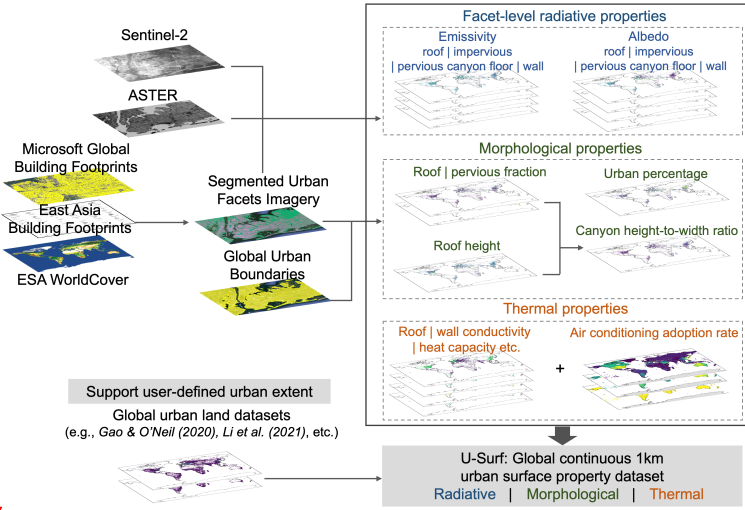 Sentinel-2
ASTER
Microsoft Global
Building Footprints
East Asia
Building Footprints
ESA WorldCover
Segmented Urban
Facets Imagery
Global Urban
Boundaries
Facet-level radiative properties
Emissivity
roof | impervious
| pervious canyon floor | wall
Albedo
roof | impervious
| pervious canyon floor | wall
Morphological properties
Roof | pervious fraction
Urban percentage
Roof height
Canyon height-to-width ratio
Thermal properties
Roof | wall conductivity
| heat capacity etc.
+
Air conditioning adoption rate
Support user-defined urban extent
Global urban land datasets
(e.g., Gao & O'Neil (2020), Li et al. (2021), etc.)
U-Surf: Global continuous 1km
urban surface property dataset
Radiative | Morphological | Thermal